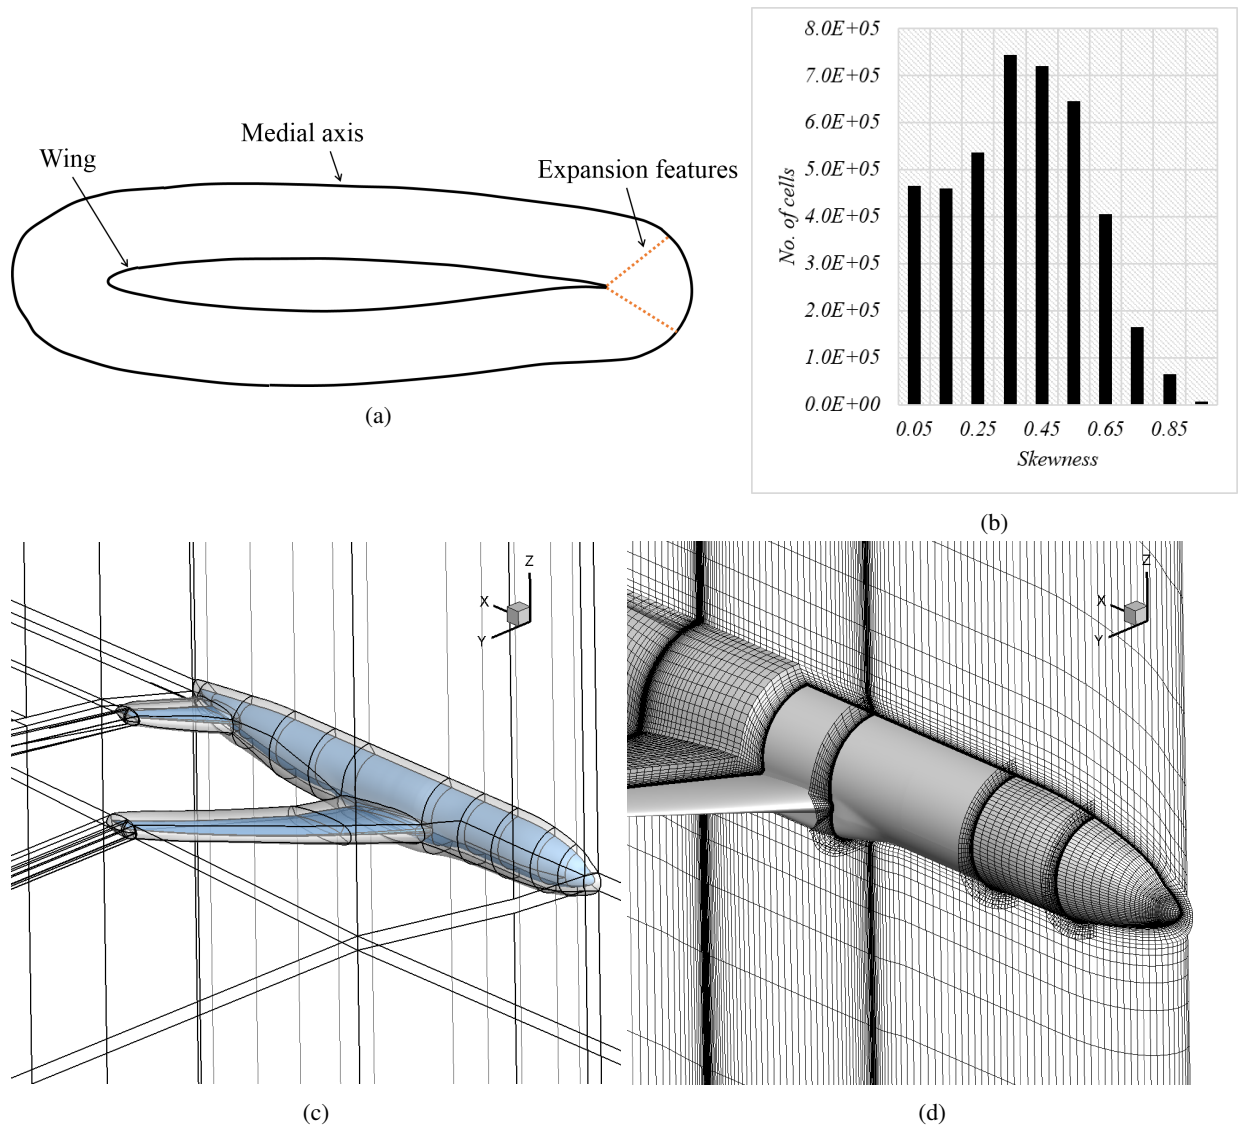 Medial axis
Wing
Expansion features
(a)
8.0E+05
7.0E+05
6.0E+05
5.0E+05
4.0E+05
3.0E+05
2.0E+05
1.0E+05
0.0E+00
No. of cells
0.05 0.25 0.45 0.65 0.85
Skewness
(b)
Z
X
Y
(c)
Z
X
Y
(d)